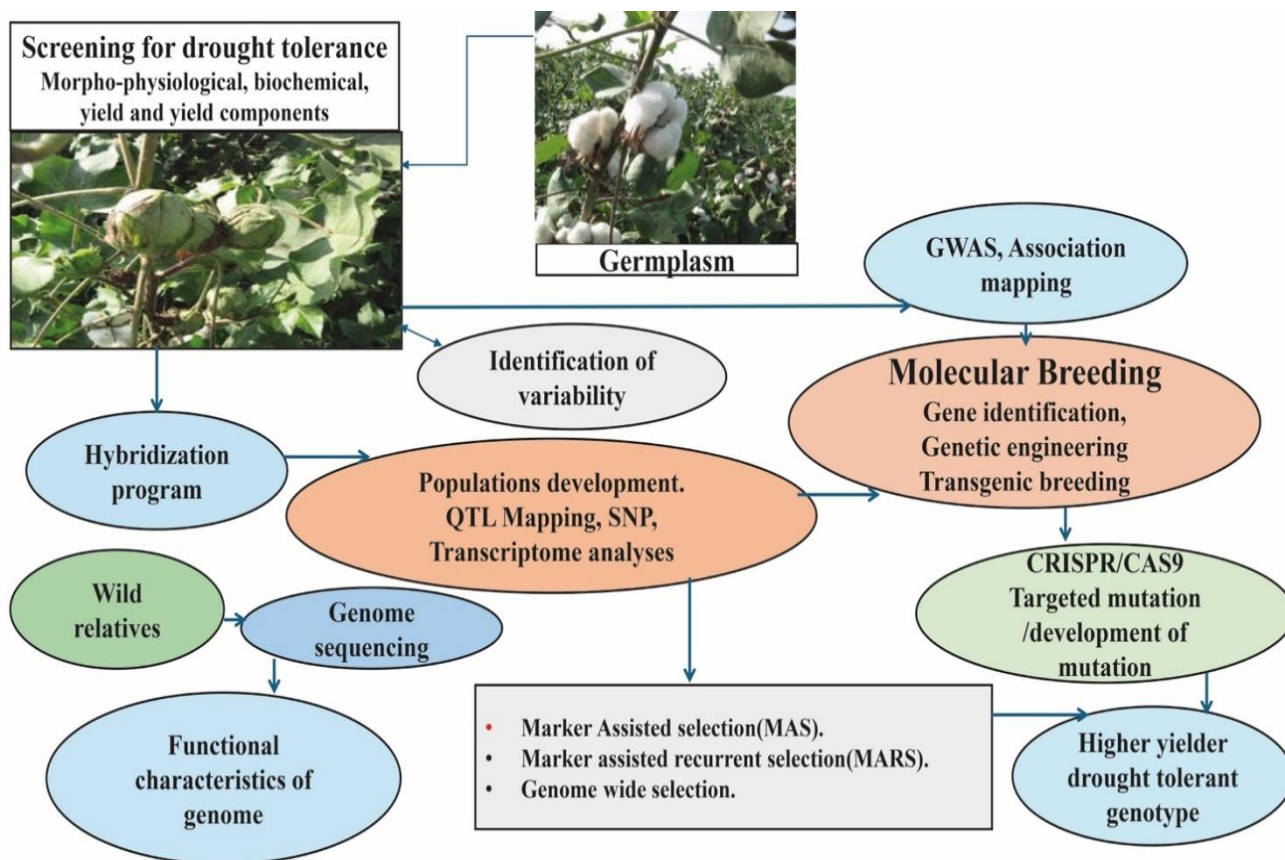 Screening for drought tolerance
Morpho-physiological, biochemical,
yield and yield components
Germplasm
GWAS, Association
mapping
Identification of
variability
Molecular Breeding
Gene identification,
Genetic engineering
Transgenic breeding
Hybridization
program
Populations development.
QTL Mapping, SNP,
Transcriptome analyses
Wild
relatives
Genome
sequencing
CRISPR/CAS9
Targeted mutation
/development of
mutation
Functional
characteristics of
genome
• Marker Assisted selection(MAS).
• Marker assisted recurrent selection(MARS).
• Genome wide selection.
Higher yielder
drought tolerant
genotype